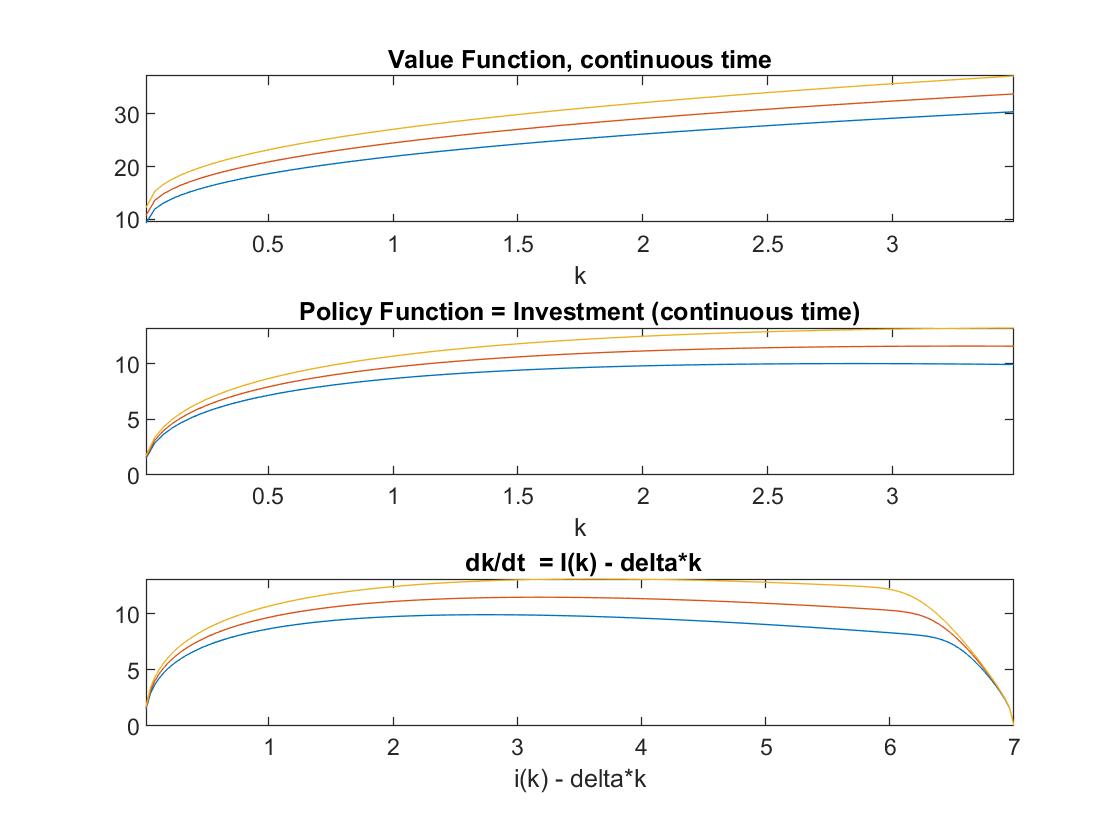 Value Function, continuous time
30
20
10
0.5 1 1.5 2 2.5 3
k
Policy Function = Investment (continuous time)
10
5
0
0.5 1 1.5 2 2.5 3
k
dk/dt  = I(k) - delta*k
10
5
0
1 2 3 4 5 6 7
i(k) - delta*k